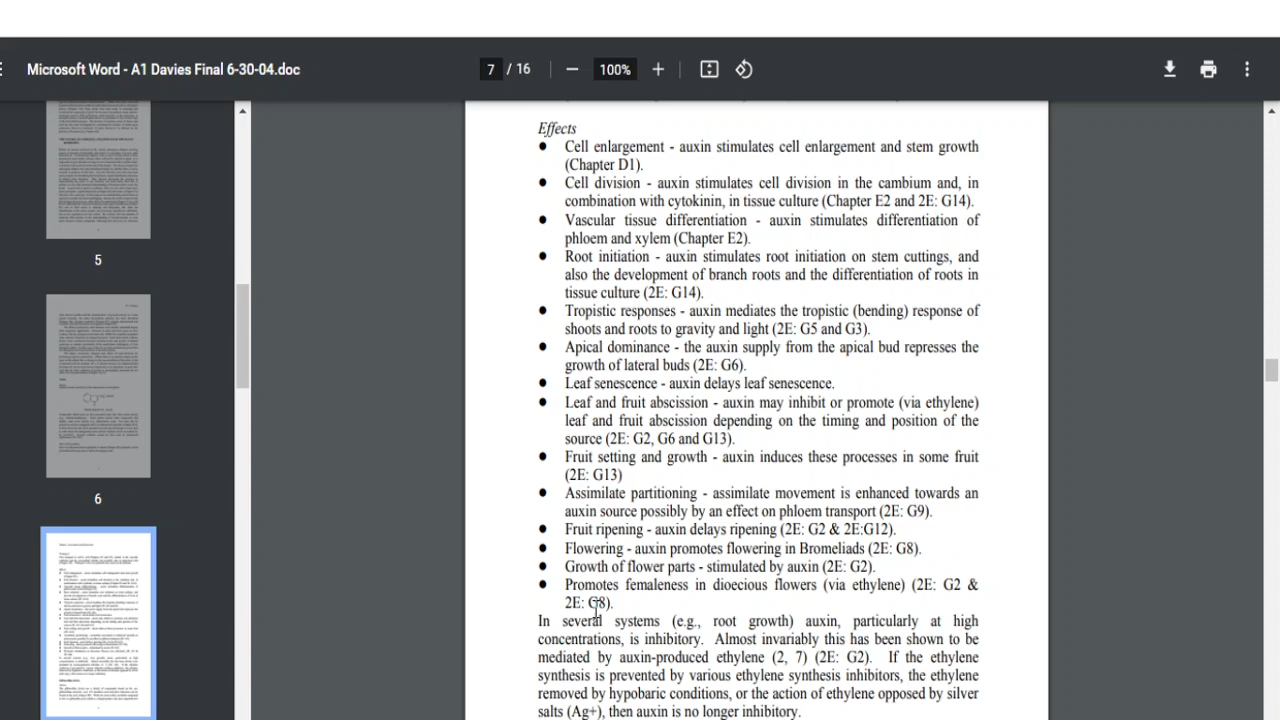 Microsoft Word - A1 Davies Final 6-30-04.doc
7 / 16
100%
5
6
Effects
● Cell enlargement - auxin stimulates cell enlargement and stem growth
(Chapter D1).
● Cell division - auxin stimulates cell division in the cambium and, in
combination with cytokinin, in tissue culture (Chapter E2 and 2E: G14).
● Vascular tissue differentiation - auxin stimulates differentiation of
phloem and xylem (Chapter E2).
● Root initiation - auxin stimulates root initiation on stem cuttings, and
also the development of branch roots and the differentiation of roots in
tissue culture (2E: G14).
● Tropistic responses - auxin mediates the tropistic (bending) response of
shoots and roots to gravity and light (2E: G5 and G3).
● Apical dominance - the auxin supply from the apical bud represses the
growth of lateral buds (2E: G6).
● Leaf senescence - auxin delays leaf senescence.
● Leaf and fruit abscission - auxin may inhibit or promote (via ethylene)
leaf and fruit abscission depending on the timing and position of the
source (2E: G2, G6 and G13).
● Fruit setting and growth - auxin induces these processes in some fruit
(2E: G13)
● Assimilate partitioning - assimilate movement is enhanced towards an
auxin source possibly by an effect on phloem transport (2E: G9).
● Fruit ripening - auxin delays ripening (2E: G2 & 2E:G12).
● Flowering - auxin promotes flowering in Bromeliads (2E: G8).
● Growth of flower parts - stimulated by auxin (2E: G2).
● Promotes femaleness in dioecious flowers (via ethylene) (2E: G2 &
2E: G8).
In several systems (e.g., root growth) auxin, particularly at high
concentrations, is inhibitory. Almost invariably this has been shown to be
mediated by auxin-produced ethylene (2, 7) (2E: G2). If the ethylene
synthesis is prevented by various ethylene synthesis inhibitors, the ethylene
removed by hypobaric conditions, or the action of ethylene opposed by silver
salts (Ag+), then auxin is no longer inhibitory.